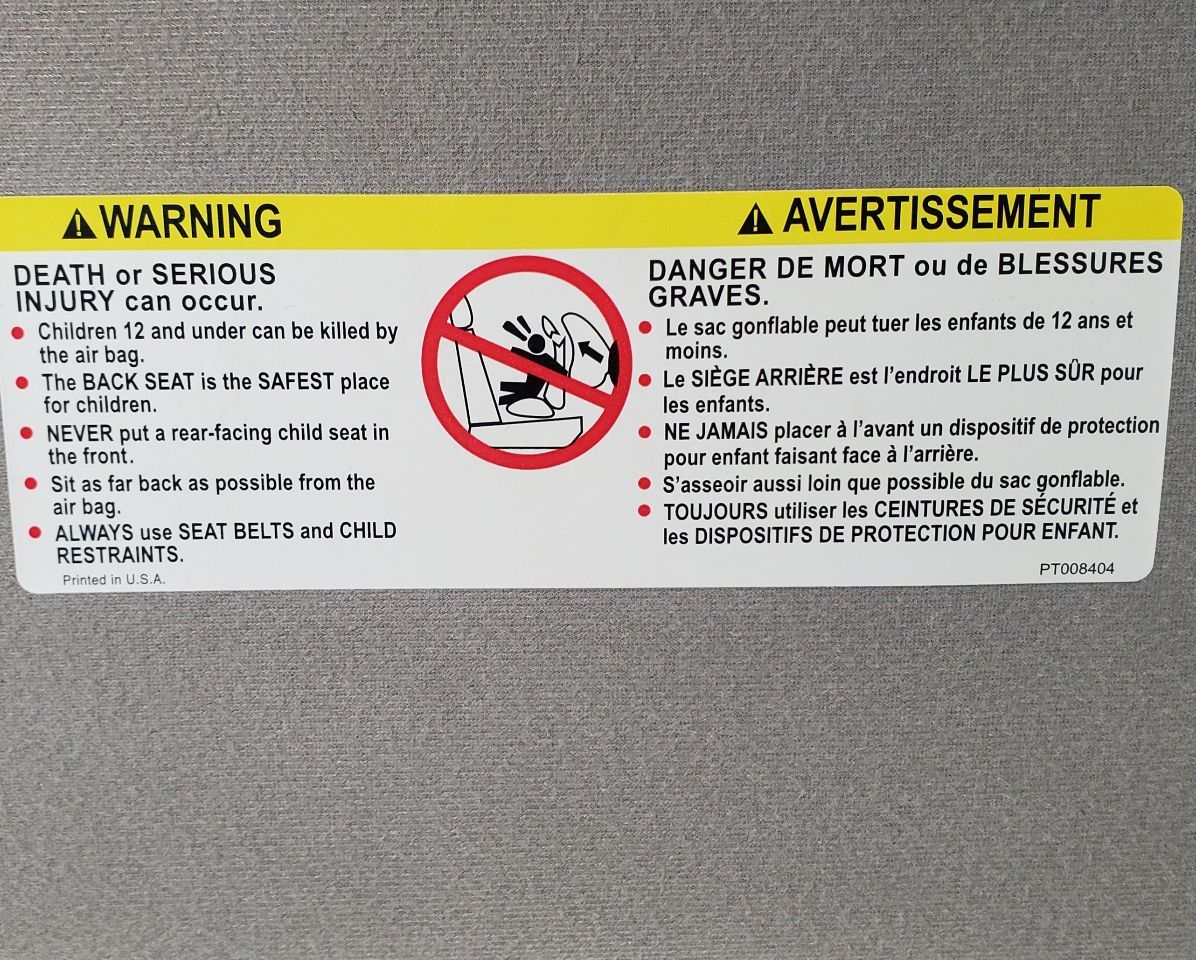 WARNING
DEATH or SERIOUS
INJURY can occur.
Children 12 and under can be killed by
the air bag.
The BACK SEAT is the SAFEST place
for children.
NEVER put a rear-facing child seat in
the front.
Sit as far back as possible from the
air bag.
ALWAYS use SEAT BELTS and CHILD
RESTRAINTS.
Printed in U.S.A.
AVERTISSEMENT
DANGER DE MORT ou de BLESSURES
GRAVES.
Le sac gonflable peut tuer les enfants de 12 ans et
moins.
Le SIÈGE ARRIÈRE est l'endroit LE PLUS SÛR pour
les enfants.
NE JAMAIS placer à l'avant un dispositif de protection
pour enfant faisant face à l'arrière.
S'asseoir aussi loin que possible du sac gonflable.
TOUJOURS utiliser les CEINTURES DE SÉCURITÉ et
les DISPOSITIFS DE PROTECTION POUR ENFANT.
PT008404